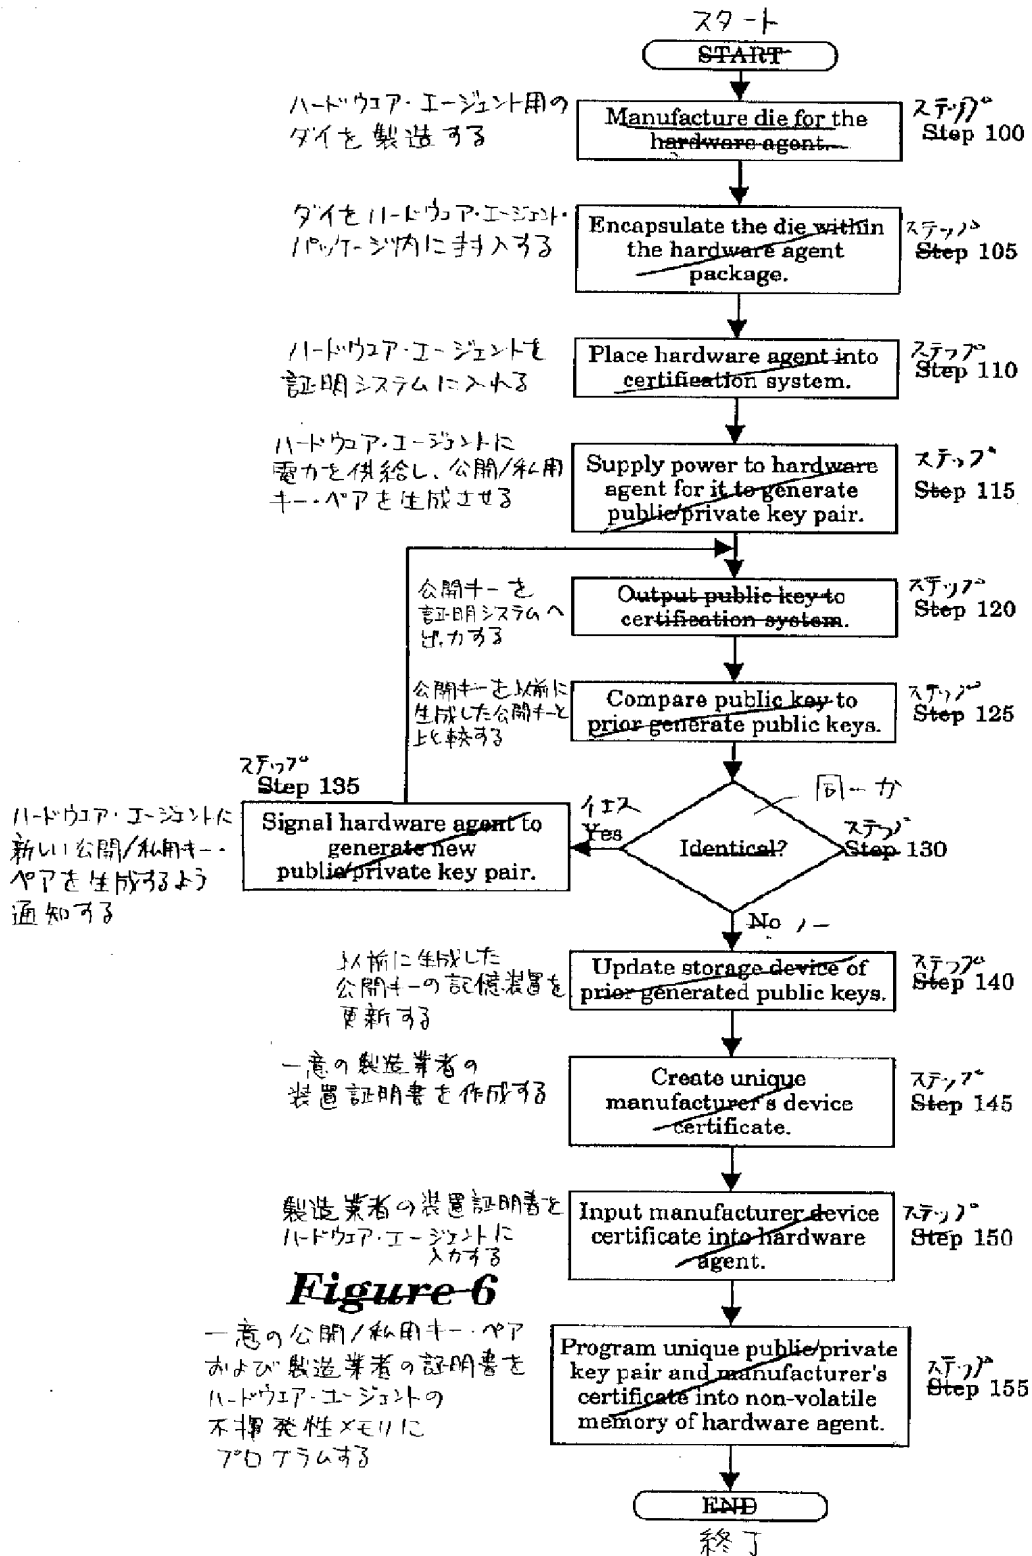 スタート
START
ハードウェア・エージェント用の
ダイを製造する
Manufacture die for the
hardware agent.
ステップ
Step 100
ダイをハードウェア・エージェント・
パッケージ内に封入する
Encapsulate the die within
the hardware agent
package.
ステップ
Step 105
ハードウェア・エージェントを
証明システムに入れる
Place hardware agent into
certification system.
ステップ
Step 110
ハードウェア・エージェントに
電力を供給し、公開/私用
キー・ペアを生成させる
Supply power to hardware
agent for it to generate
public/private key pair.
ステップ
Step 115
公開キーを
証明システムへ
出力する
Output public key to
certification system.
ステップ
Step 120
公開キーを以前に
生成した公開キーと
比較する
Compare public key to
prior generate public keys.
ステップ
Step 125
ステップ
Step 135
ハードウェア・エージェントに
新しい公開/私用キー・
ペアを生成するよう
通知する
Signal hardware agent to
generate new
public/private key pair.
イエス
Yes
同一か
Identical?
ステップ
Step 130
No ノー
以前に生成した
公開キーの記憶装置を
更新する
Update storage device of
prior generated public keys.
ステップ
Step 140
一意の製造業者の
装置証明書を作成する
Create unique
manufacturer's device
certificate.
ステップ
Step 145
製造業者の装置証明書を
ハードウェア・エージェントに
入力する
Input manufacturer device
certificate into hardware
agent.
ステップ
Step 150
Figure 6
一意の公開/私用キー・ペア
および製造業者の証明書を
ハードウェア・エージェントの
不揮発性メモリに
プログラムする
Program unique public/private
key pair and manufacturer's
certificate into non-volatile
memory of hardware agent.
ステップ
Step 155
END
終了